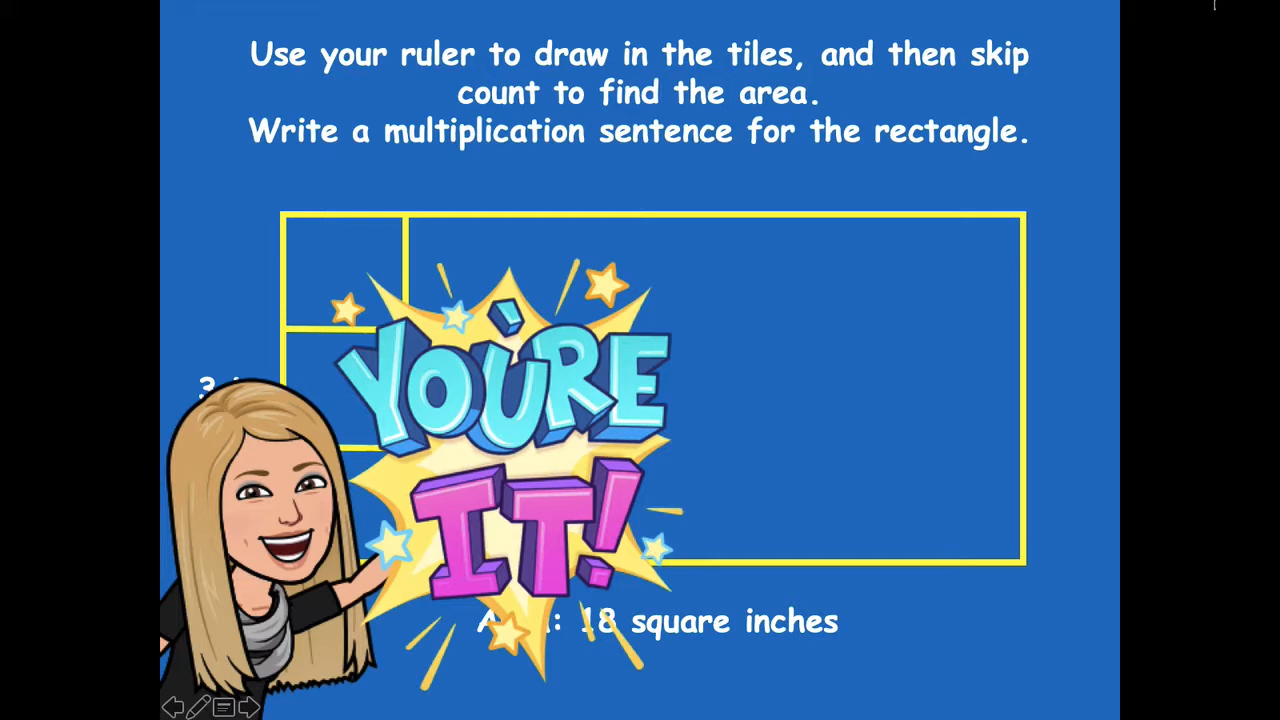 Use your ruler to draw in the tiles, and then skip
count to find the area.
Write a multiplication sentence for the rectangle.
3
YOU'RE
IT!
18 square inches